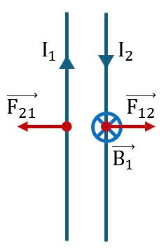 I₁ I₂
F₂₁ F₁₂
B₁